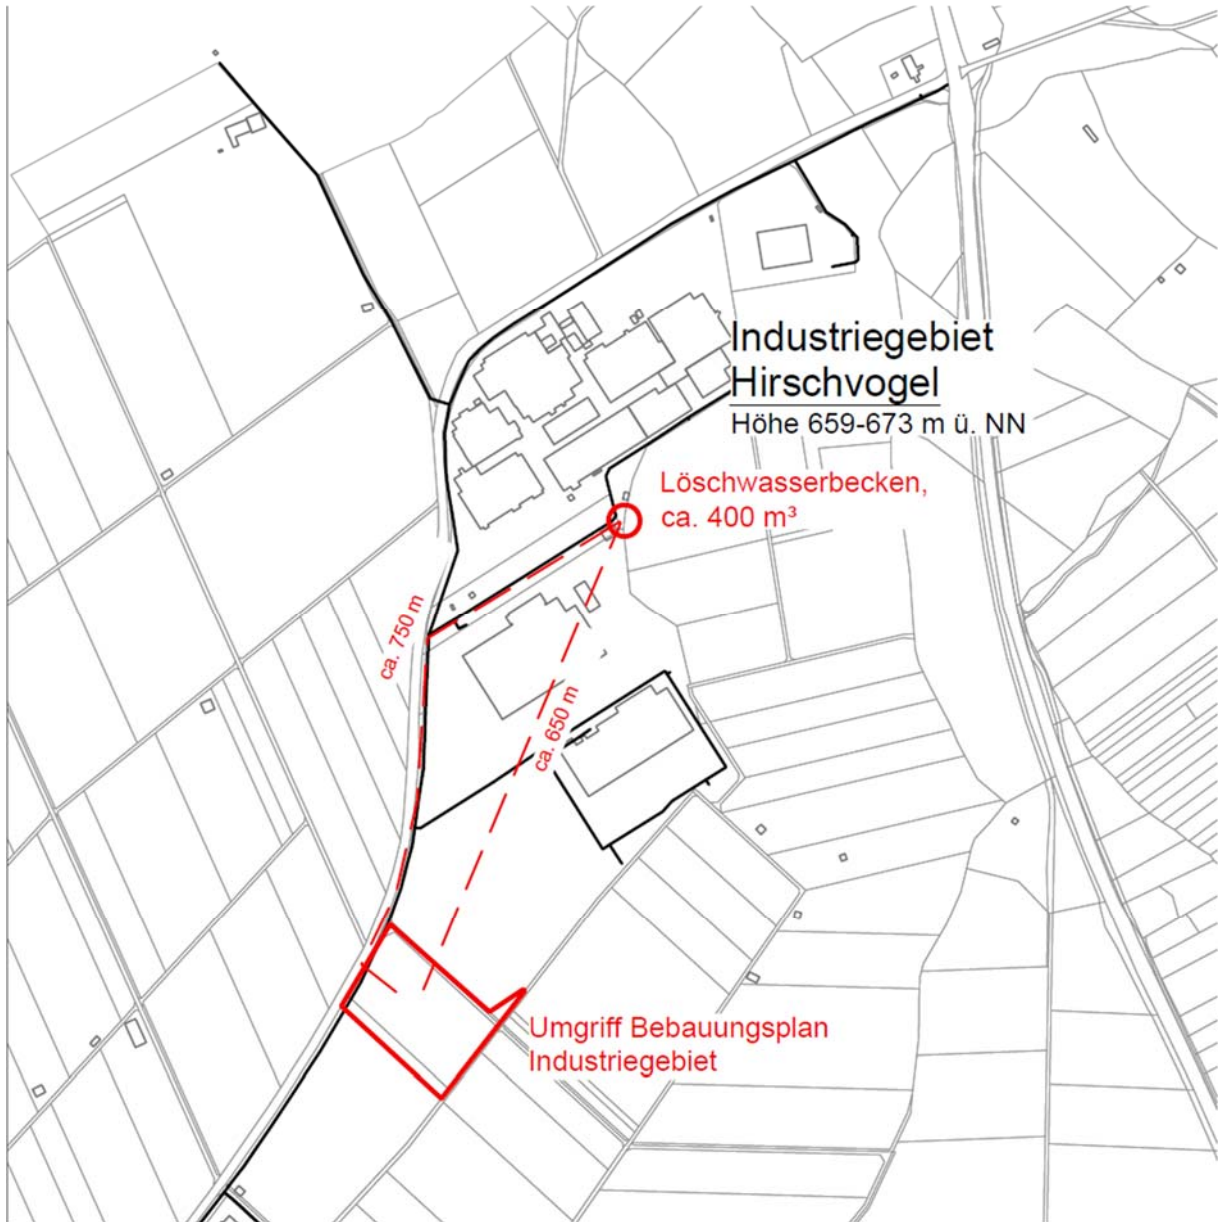 Industriegebiet
Hirschvogel
Höhe 659-673 m ü. NN
Löschwasserbecken,
ca. 400 m³
ca. 750 m
ca. 650 m
Umgriff Bebauungsplan
Industriegebiet